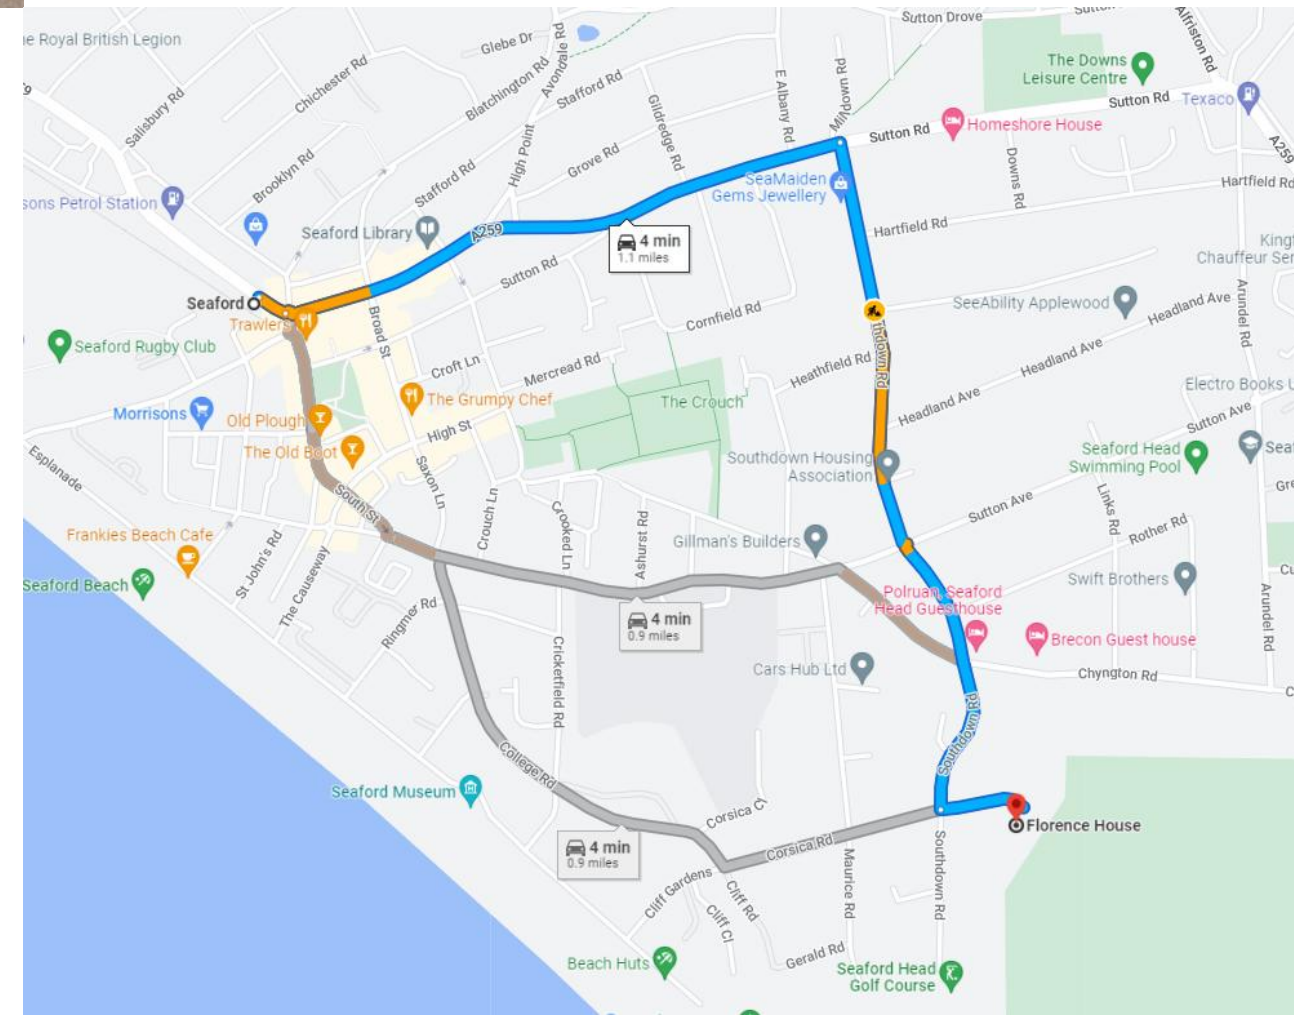 Sutton Drove
e Royal British Legion
Glebe Dr
Avondale Rd
Alfriston Rd
Chichester Rd
Blatchington Rd
Stafford Rd
E Albany Rd
The Downs
Leisure Centre
Salisbury Rd
Gildredge Rd
Sutton Rd
Texaco
Sutton Rd
Homeshore House
A259
High Point
Grove Rd
Brooklyn Rd
Stafford Rd
SeaMaiden
Gems Jewellery
Downs Rd
Hartfield Rd
sons Petrol Station
Seaford Library
A259
4 min
1.1 miles
Hartfield Rd
Sutton Rd
Seaford
Trawlers
Broad St
Cornfield Rd
SeeAbility Applewood
Headland Ave
Arundel Rd
Seaford Rugby Club
Croft Ln
Mercread Rd
Heathfield Rd
thdown Rd
Headland Ave
The Grumpy Chef
The Crouch
Headland Ave
Sutton Ave
Morrisons
Old Plough
High St
The Old Boot
Southdown Housing
Association
Seaford Head
Swimming Pool
Esplanade
Saxon Ln
South St
Crouch Ln
Crooked Ln
Ashurst Rd
Sutton Ave
Links Rd
Rother Rd
Frankies Beach Cafe
Gillman's Builders
Seaford Beach
St John's Rd
The Causeway
Ringmer Rd
Swift Brothers
Polruan, Seaford
Head Guesthouse
4 min
0.9 miles
Arundel Rd
Brecon Guest house
Cricketfield Rd
Cars Hub Ltd
Chyngton Rd
Southdown Rd
College Rd
Seaford Museum
Corsica Cl
Florence House
4 min
0.9 miles
Corsica Rd
Maurice Rd
Southdown Rd
Cliff Gardens
Cliff Rd
Cliff Cl
Gerald Rd
Beach Huts
Seaford Head
Golf Course